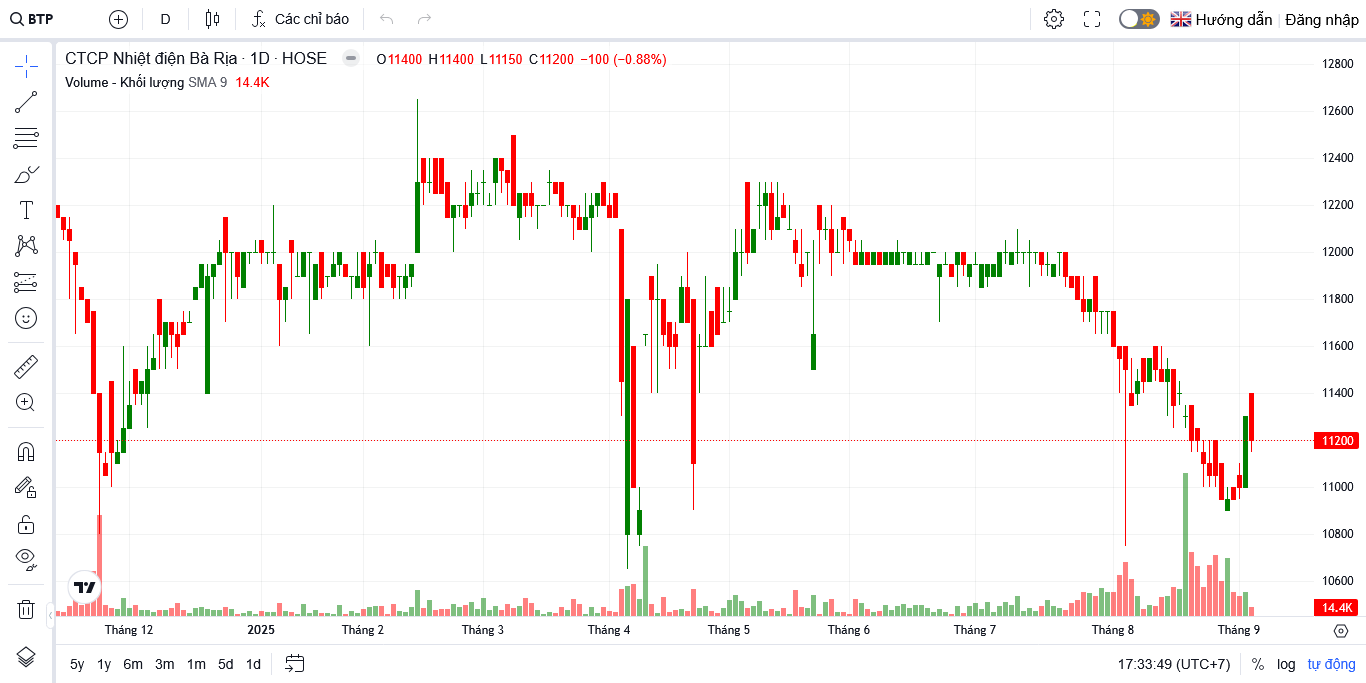 BTP D Các chỉ báo Hướng dẫn Đăng nhập
CTCP Nhiệt điện Bà Rịa · 1D · HOSE O11400 H11400 L11150 C11200 −100 (−0.88%)
Volume - Khối lượng SMA 9 14.4K
12800
12600
12400
12200
12000
11800
11600
11400
11200
11000
10800
10600
14.4K
Tháng 12 2025 Tháng 2 Tháng 3 Tháng 4 Tháng 5 Tháng 6 Tháng 7 Tháng 8 Tháng 9
5y 1y 6m 3m 1m 5d 1d 17:33:49 (UTC+7) % log tự động